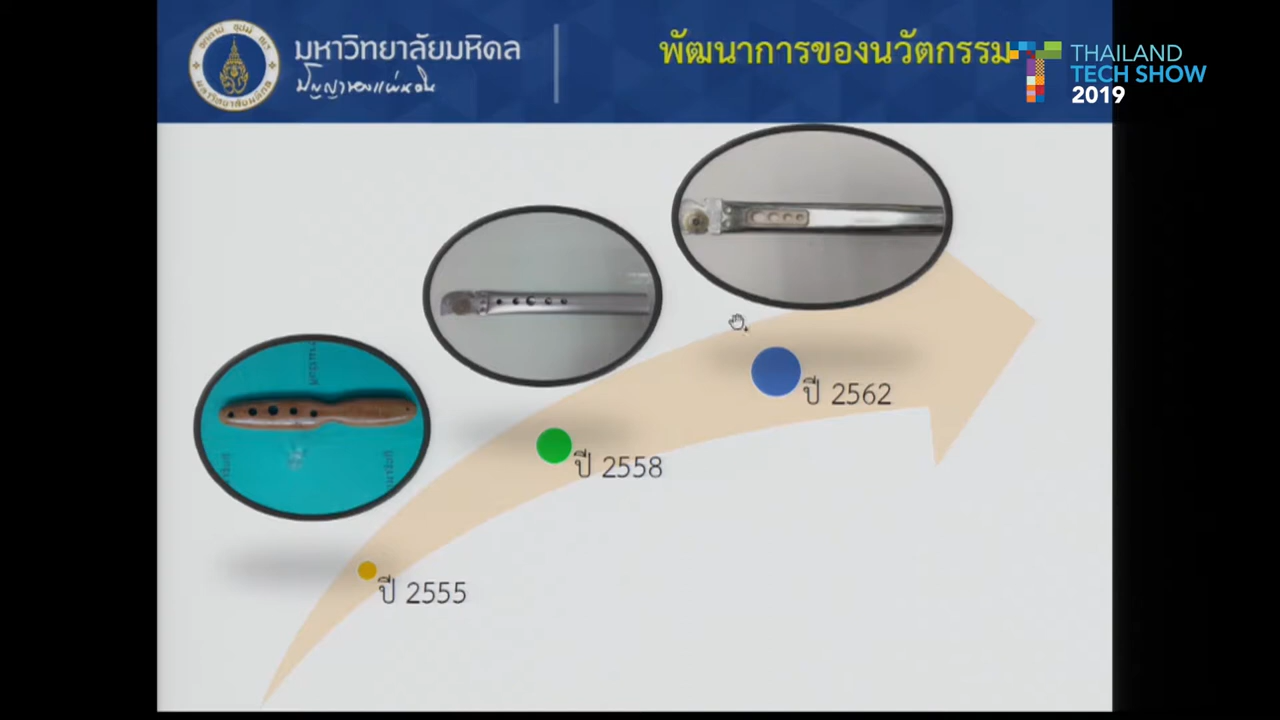 มหาวิทยาลัยมหิดล
ปัญญาของแผ่นดิน
พัฒนาการของนวัตกรรม
THAILAND
TECH SHOW
2019
ปี 2562
ปี 2558
ปี 2555